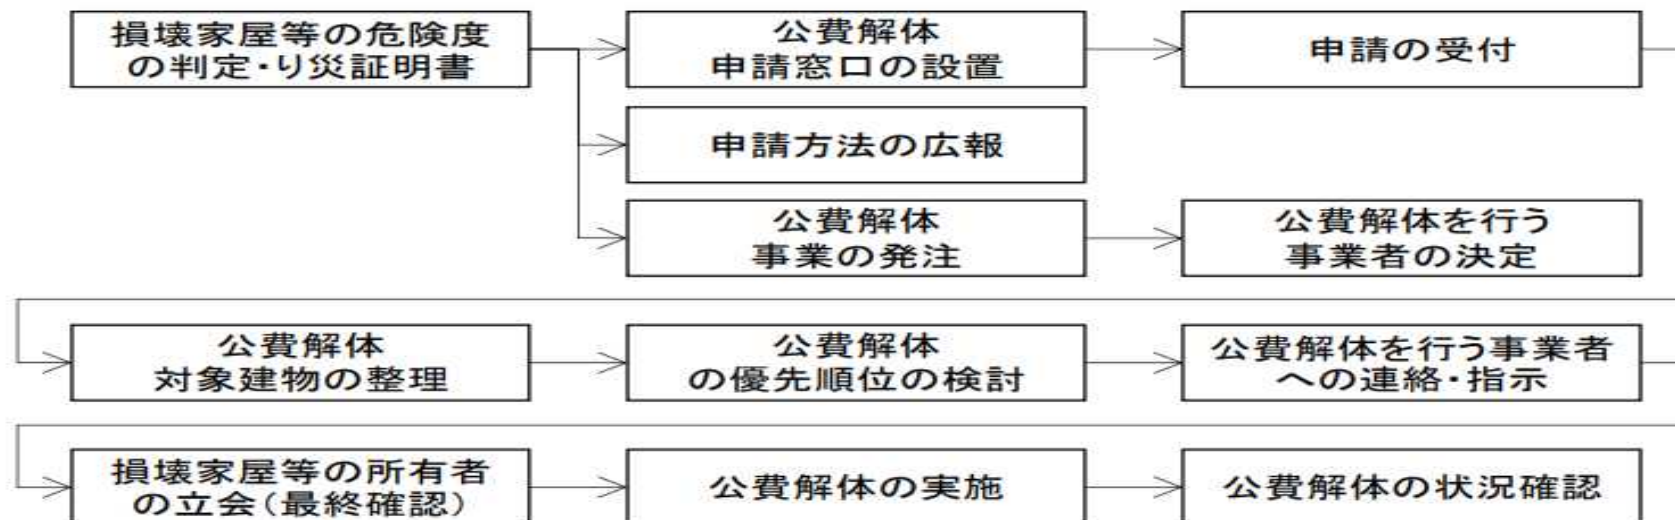 損壊家屋等の危険度
の判定・り災証明書
公費解体
申請窓口の設置
申請の受付
申請方法の広報
公費解体
事業の発注
公費解体を行う
事業者の決定
公費解体
対象建物の整理
公費解体
の優先順位の検討
公費解体を行う事業者
への連絡・指示
損壊家屋等の所有者
の立会(最終確認)
公費解体の実施
公費解体の状況確認